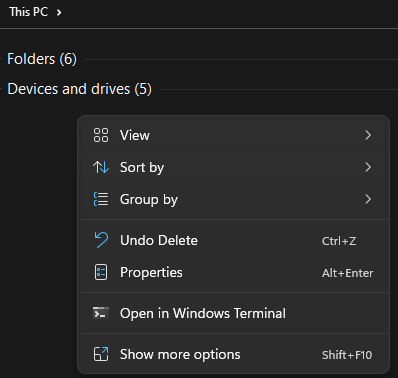 This PC
Folders (6)
Devices and drives (5)
View
Sort by
Group by
Undo Delete Ctrl+Z
Properties Alt+Enter
Open in Windows Terminal
Show more options Shift+F10